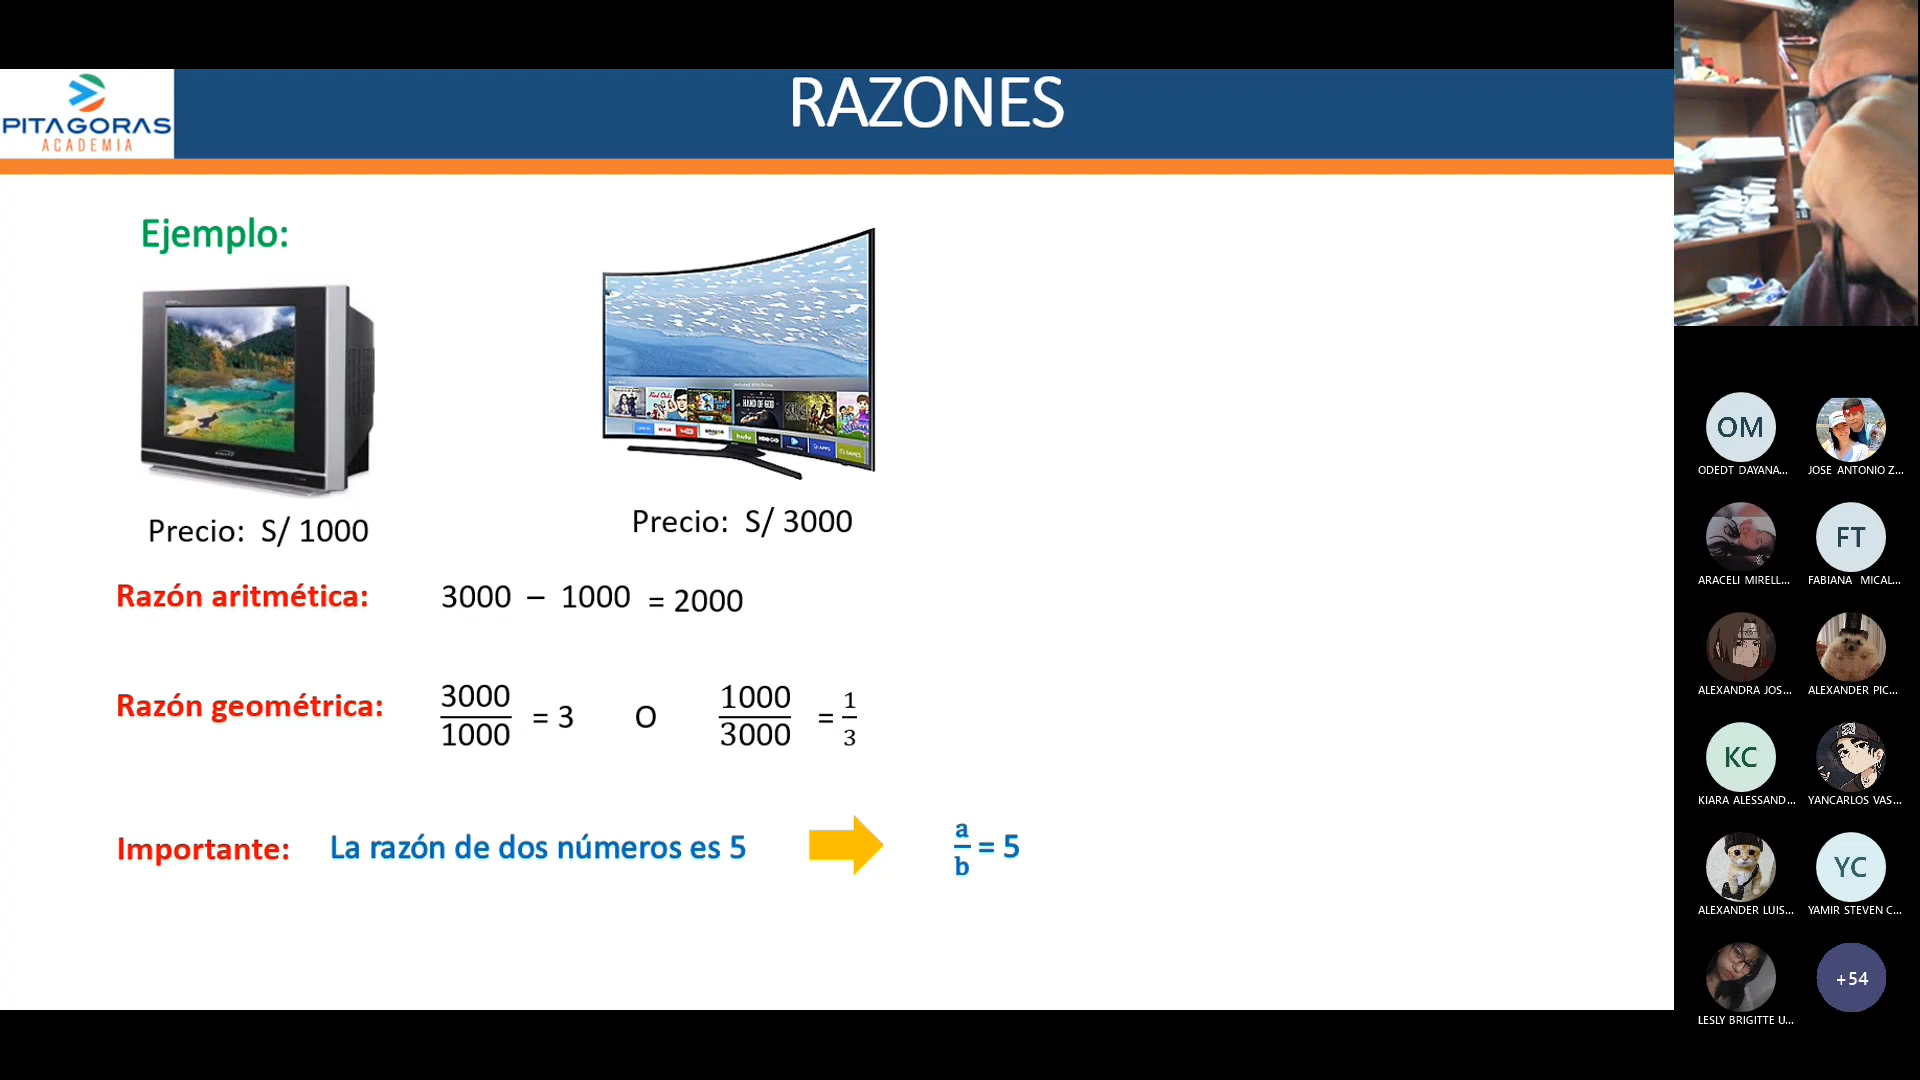 RAZONES
PITAGORAS
ACADEMIA
Ejemplo:
Precio: S/ 1000
Precio: S/ 3000
Razón aritmética: 3000 – 1000 = 2000
Razón geométrica: 3000/1000 = 3 O 1000/3000 = 1/3
Importante: La razón de dos números es 5 a/b = 5
OM
ODEDT DAYANA...
JOSE ANTONIO Z...
ARACELI MIRELL...
FT
FABIANA MICAL...
ALEXANDRA JOS...
ALEXANDER PIC...
KC
KIARA ALESSAND...
YANCARLOS VAS...
ALEXANDER LUIS...
YC
YAMIR STEVEN C...
LESLY BRIGITTE U...
+54